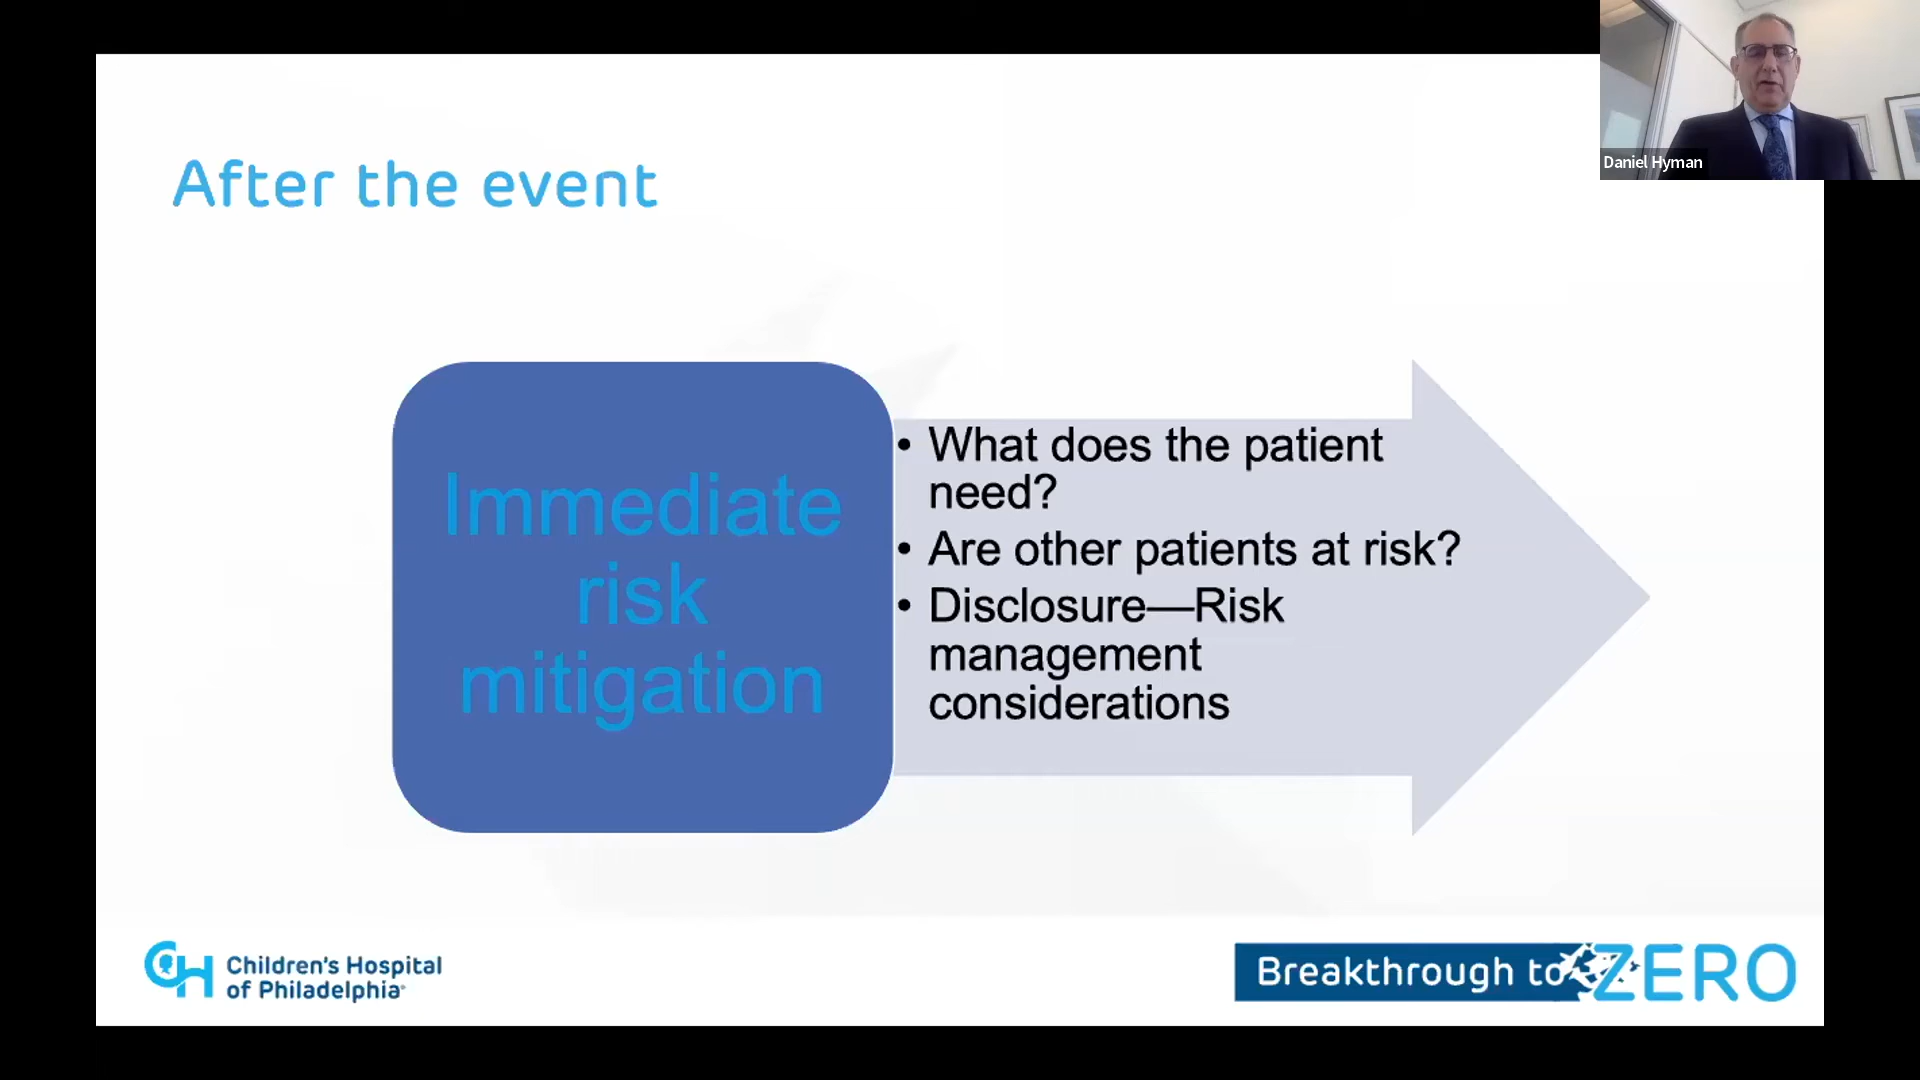 Daniel Hyman
After the event
Immediate
risk
mitigation
• What does the patient
need?
• Are other patients at risk?
• Disclosure—Risk
management
considerations
CH
Children's Hospital
of Philadelphia®
Breakthrough to ZERO